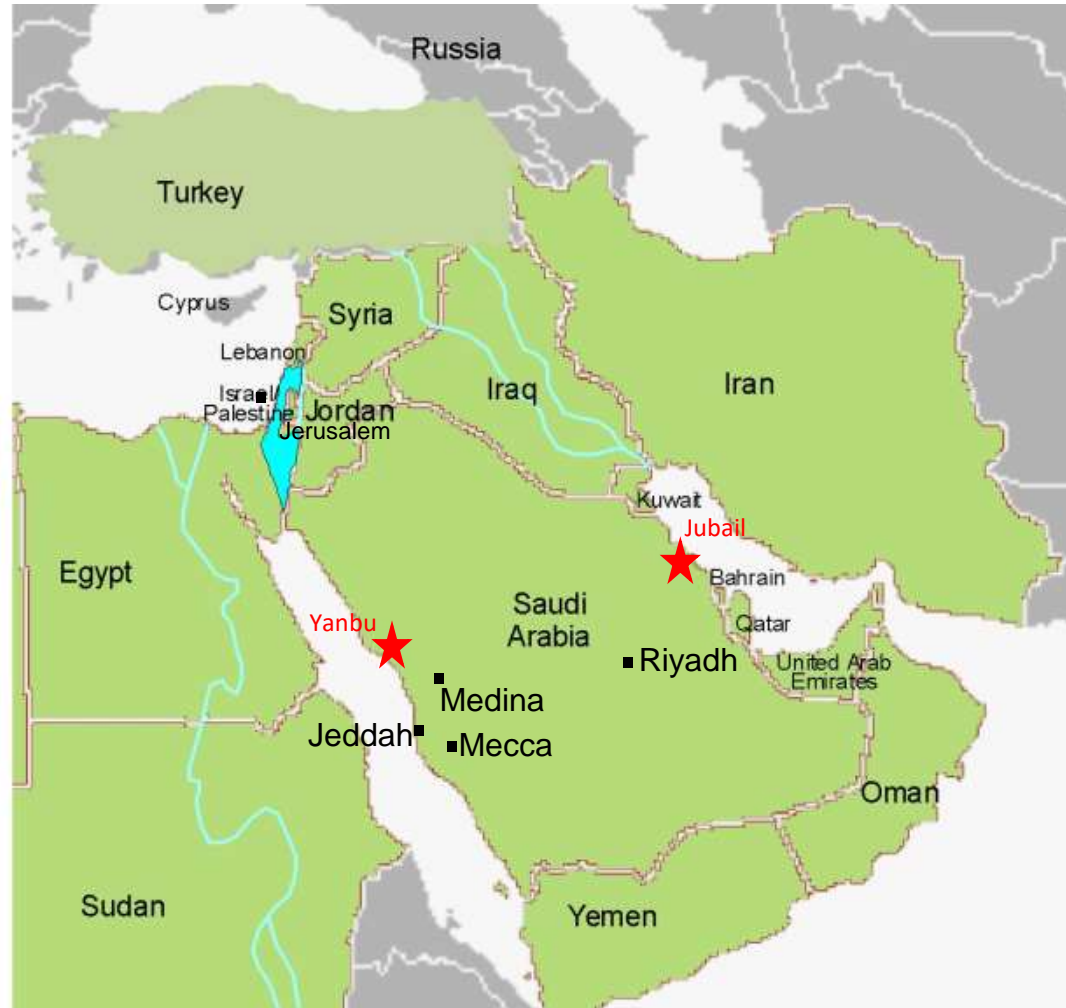 Russia
Turkey
Cyprus
Syria
Lebanon
Iraq
Iran
Israel/
Palestine
Jordan
Jerusalem
Kuwait
Jubail
Egypt
Bahrain
Saudi
Arabia
Qatar
Yanbu
Riyadh
United Arab
Emirates
Medina
Jeddah
Mecca
Oman
Sudan
Yemen